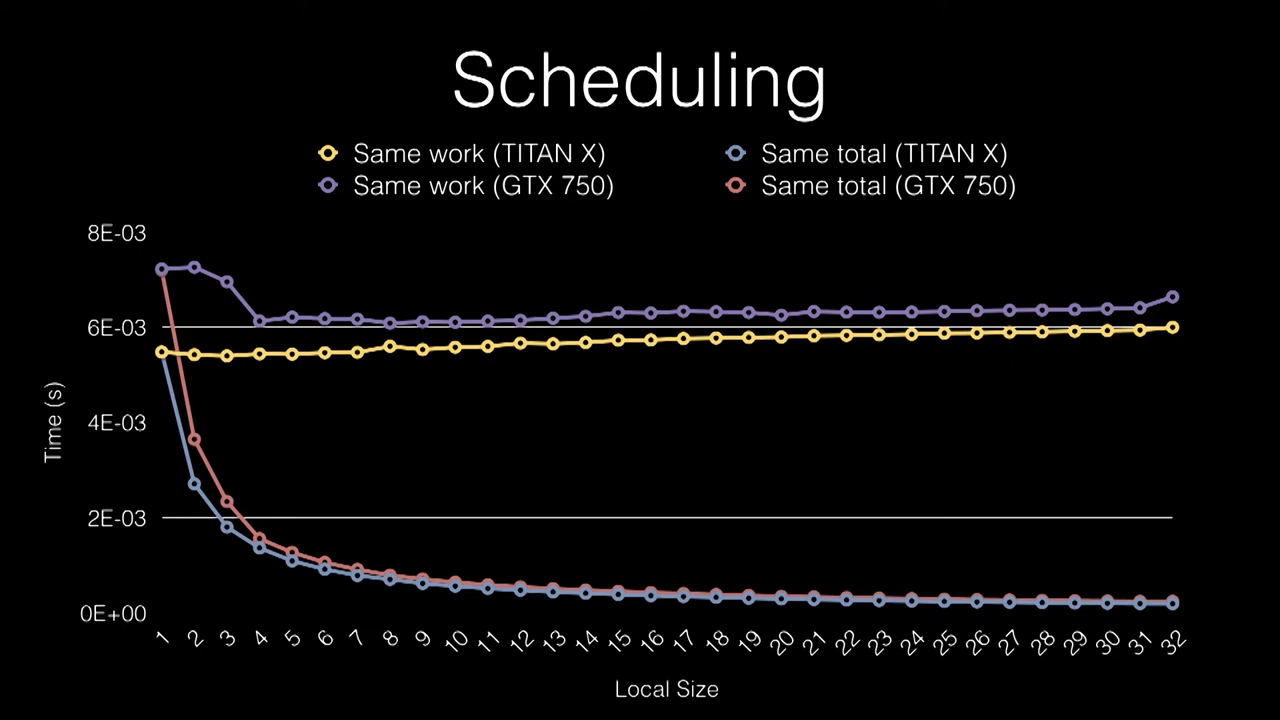 Scheduling
Same work (TITAN X)
Same total (TITAN X)
Same work (GTX 750)
Same total (GTX 750)
8E-03
6E-03
4E-03
2E-03
0E+00
Time (s)
1 2 3 4 5 6 7 8 9 10 11 12 13 14 15 16 17 18 19 20 21 22 23 24 25 26 27 28 29 30 31 32
Local Size